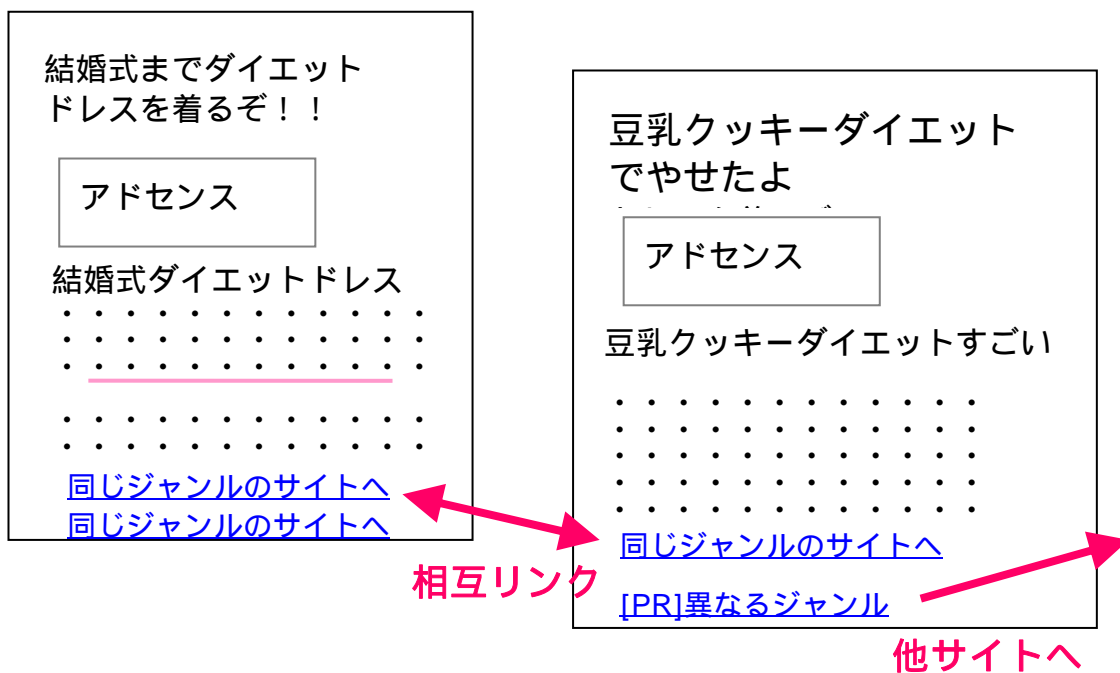 結婚式までダイエット
ドレスを着るぞ！！
アドセンス
結婚式ダイエットドレス
・・・・・・・・・・・・
・・・・・・・・・・・・
・・・・・・・・・・・・
・・・・・・・・・・・・
・・・・・・・・・・・・
同じジャンルのサイトへ
同じジャンルのサイトへ
相互リンク
豆乳クッキーダイエット
でやせたよ
アドセンス
豆乳クッキーダイエットすごい
・・・・・・・・・・・・
・・・・・・・・・・・・
・・・・・・・・・・・・
・・・・・・・・・・・・
・・・・・・・・・・・・
同じジャンルのサイトへ
[PR]異なるジャンル
他サイトへ